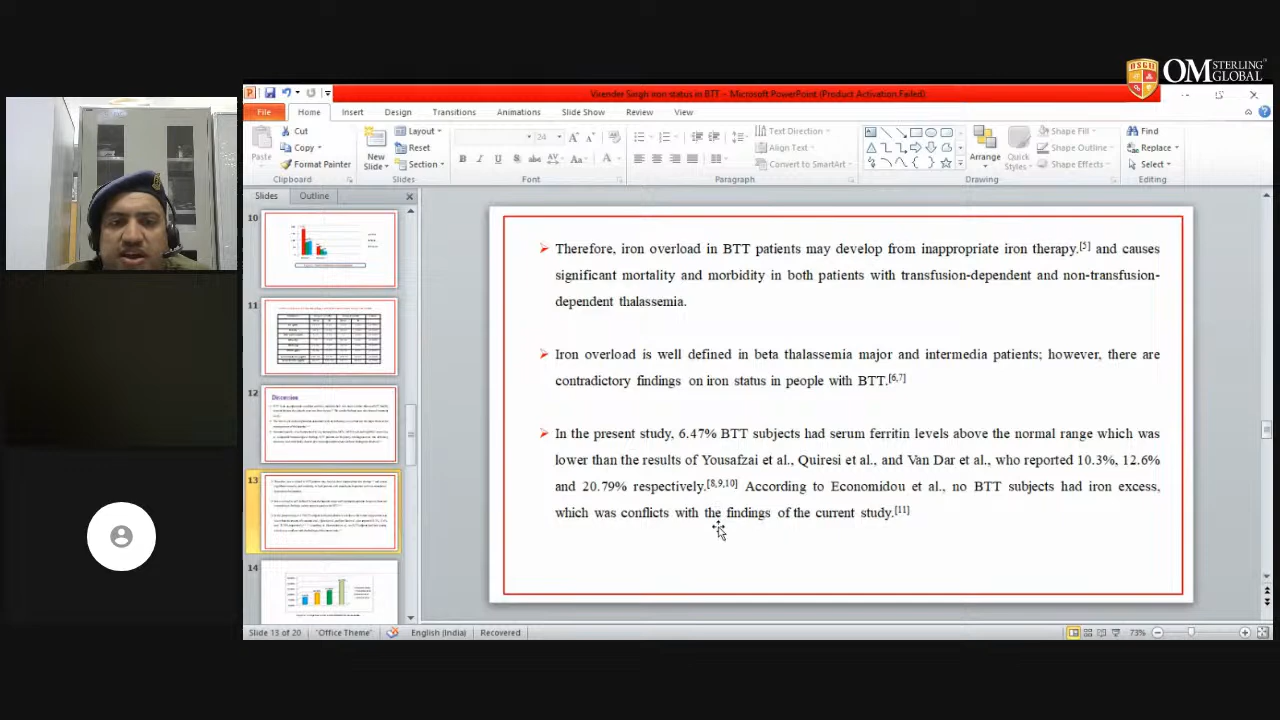 OSGU
OM STERLING GLOBAL
Virender Singh iron status in BTT - Microsoft PowerPoint (Product Activation Failed)
File Home Insert Design Transitions Animations Slide Show Review View
Cut
Copy
Format Painter
Paste
Clipboard
New Slide
Layout
Reset
Section
Slides
24
Font
Text Direction
Align Text
Convert to SmartArt
Paragraph
Arrange
Quick Styles
Shape Fill
Shape Outline
Shape Effects
Drawing
Find
Replace
Select
Editing
Slides Outline
10
11
12
Discussion
13
14
Therefore, iron overload in BTT patients may develop from inappropriate iron therapy.[5] and causes
significant mortality and morbidity in both patients with transfusion-dependent and non-transfusion-
dependent thalassemia.
Iron overload is well defined in beta thalassemia major and intermedia patients; however, there are
contradictory findings on iron status in people with BTT.[6,7]
In the present study, 6.47% BTT subjects had serum ferritin levels above the normal range which was
lower than the results of Yousafzai et al., Quiresi et al., and Van Dar et al., who reported 10.3%, 12.6%
and 20.79% respectively.[8,9,10] According to Economidou et al., no BTT subjects had iron excess,
which was conflicts with the findings of the current study.[11]
Slide 13 of 20 "Office Theme" English (India) Recovered 73%